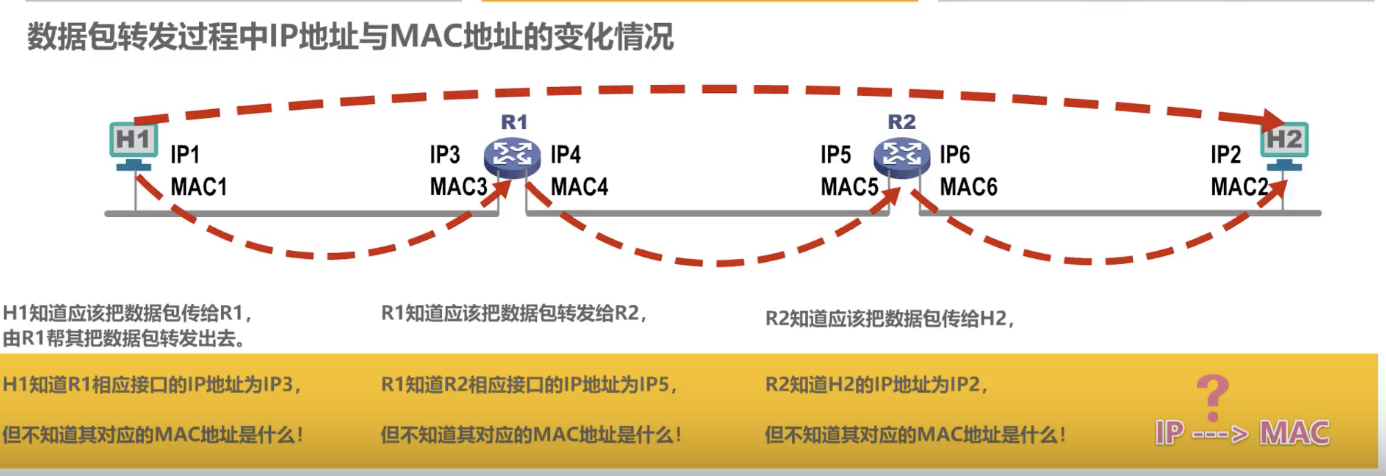 数据包转发过程中IP地址与MAC地址的变化情况
R1
R2
H1
H2
IP1
IP3
IP4
IP5
IP6
IP2
MAC1
MAC3
MAC4
MAC5
MAC6
MAC2
H1知道应该把数据包传给R1，
由R1帮其把数据包转发出去。
R1知道应该把数据包转发给R2，
R2知道应该把数据包传给H2，
H1知道R1相应接口的IP地址为IP3，
但不知道其对应的MAC地址是什么！
R1知道R2相应接口的IP地址为IP5，
但不知道其对应的MAC地址是什么！
R2知道H2的IP地址为IP2，
但不知道其对应的MAC地址是什么！
?
IP ---> MAC